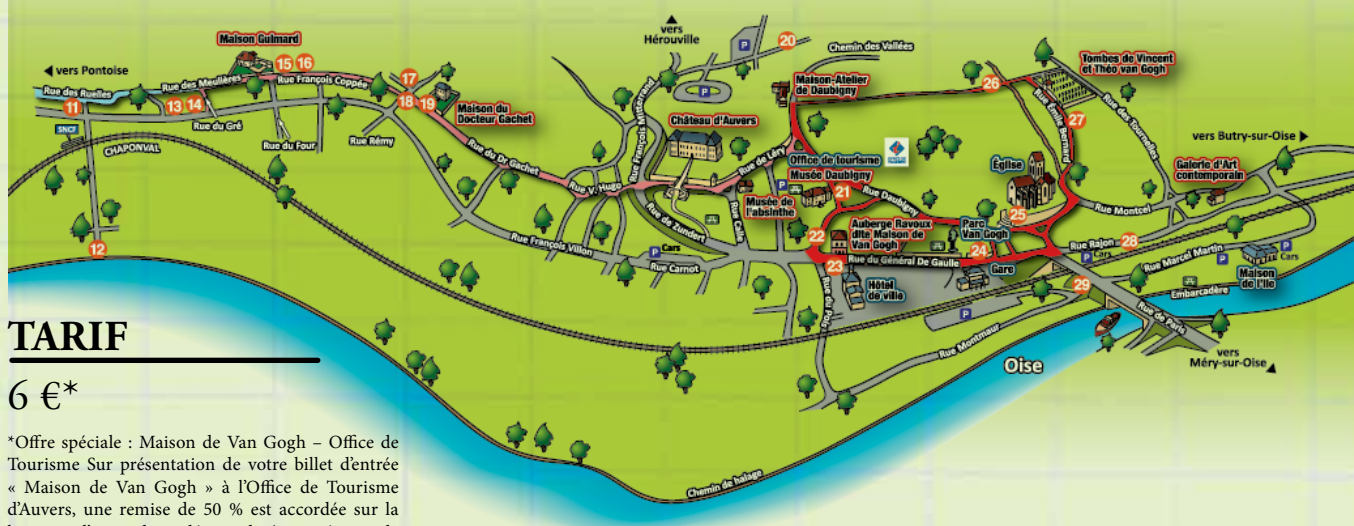 vers
Hérouville
20
Chemin des Vallées
Maison Guimard
15 16
vers Pontoise
Rue des Meulières
Rue François Coppée
Rue des Ruelles
11
13 14
17
18 19
Maison du
Docteur Gachet
Rue du Gré
Rue du Four
Rue Rémy
SNCF
CHAPONVAL
12
Rue François Mitterrand
P
P
Château d'Auvers
Maison-Atelier
de Daubigny
26
Tombes de Vincent
et Théo van Gogh
Rue Emile Bernard
27
Rue des Tournelles
vers Butry-sur-Oise
Galerie d'Art
contemporain
Rue du Dr Gachet
Rue V. Hugo
Rue de Léry
P
Office de tourisme
Musée Daubigny
21
Rue Daubigny
Église
25
Rue Montcel
Musée de
l'absinthe
Rue de Zundert
Rue Callé
22
Auberge Ravoux
dite Maison de
Van Gogh
Parc
Van Gogh
24
Rue Rajon
28
P
Cars
Rue François Villon
P
Cars
Rue Carnot
23
Rue du Général De Gaulle
Gare
Rue Marcel Martin
P
P
Cars
Maison
de l'Ile
Hôtel
de ville
Rue du Pois
29
Embarcadère
P
Rue de Paris
Rue Montmaur
Oise
vers
Méry-sur-Oise
Chemin de halage
TARIF
6 €*
*Offre spéciale : Maison de Van Gogh – Office de
Tourisme Sur présentation de votre billet d'entrée
« Maison de Van Gogh » à l'Office de Tourisme
d'Auvers, une remise de 50 % est accordée sur la